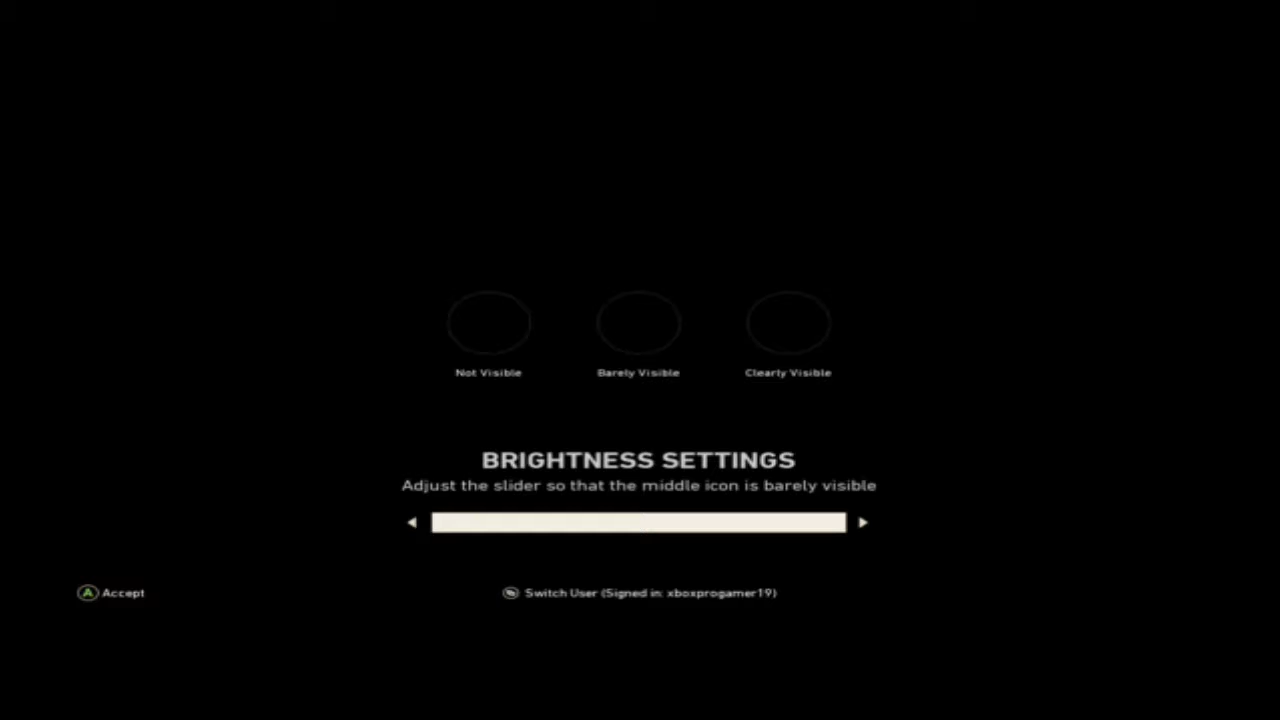 Not Visible
Barely Visible
Clearly Visible
BRIGHTNESS SETTINGS
Adjust the slider so that the middle icon is barely visible
A Accept
Switch User (Signed in: xboxprogamer19)